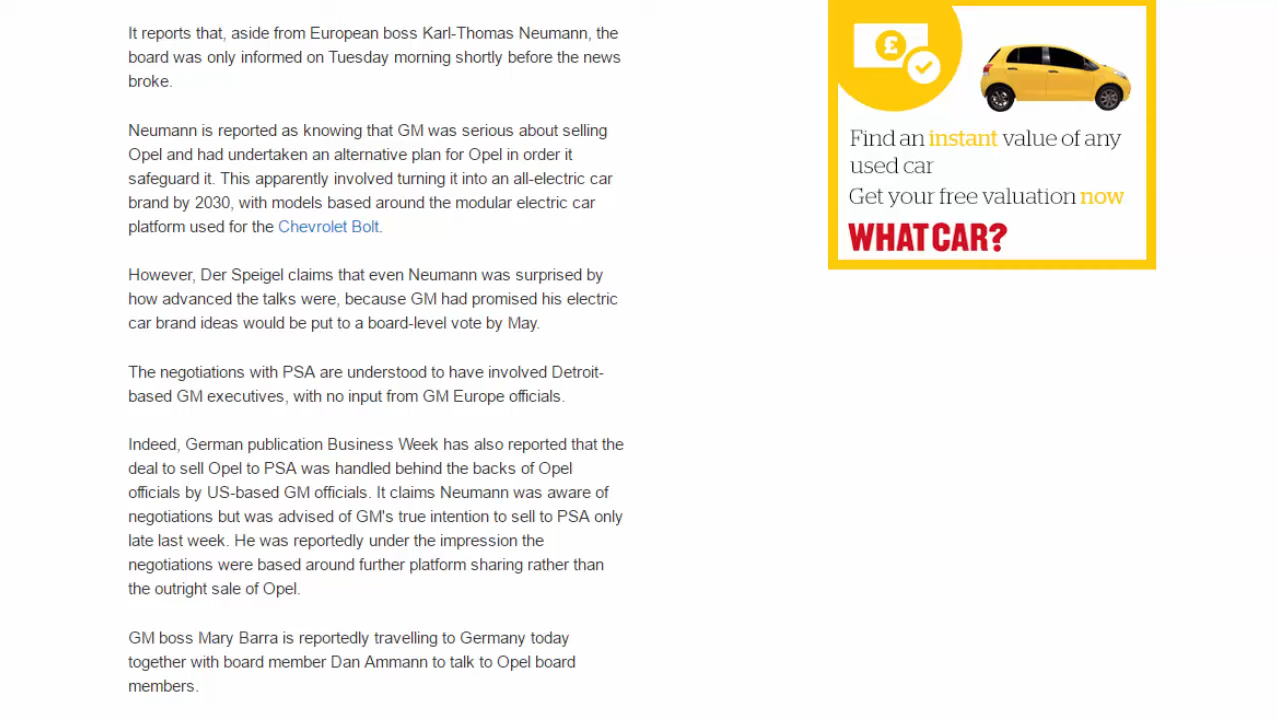 It reports that, aside from European boss Karl-Thomas Neumann, the
board was only informed on Tuesday morning shortly before the news
broke.
Neumann is reported as knowing that GM was serious about selling
Opel and had undertaken an alternative plan for Opel in order it
safeguard it. This apparently involved turning it into an all-electric car
brand by 2030, with models based around the modular electric car
platform used for the Chevrolet Bolt.
However, Der Speigel claims that even Neumann was surprised by
how advanced the talks were, because GM had promised his electric
car brand ideas would be put to a board-level vote by May.
The negotiations with PSA are understood to have involved Detroit-
based GM executives, with no input from GM Europe officials.
Indeed, German publication Business Week has also reported that the
deal to sell Opel to PSA was handled behind the backs of Opel
officials by US-based GM officials. It claims Neumann was aware of
negotiations but was advised of GM's true intention to sell to PSA only
late last week. He was reportedly under the impression the
negotiations were based around further platform sharing rather than
the outright sale of Opel.
GM boss Mary Barra is reportedly travelling to Germany today
together with board member Dan Ammann to talk to Opel board
members.
£
Find an instant value of any
used car
Get your free valuation now
WHAT CAR?